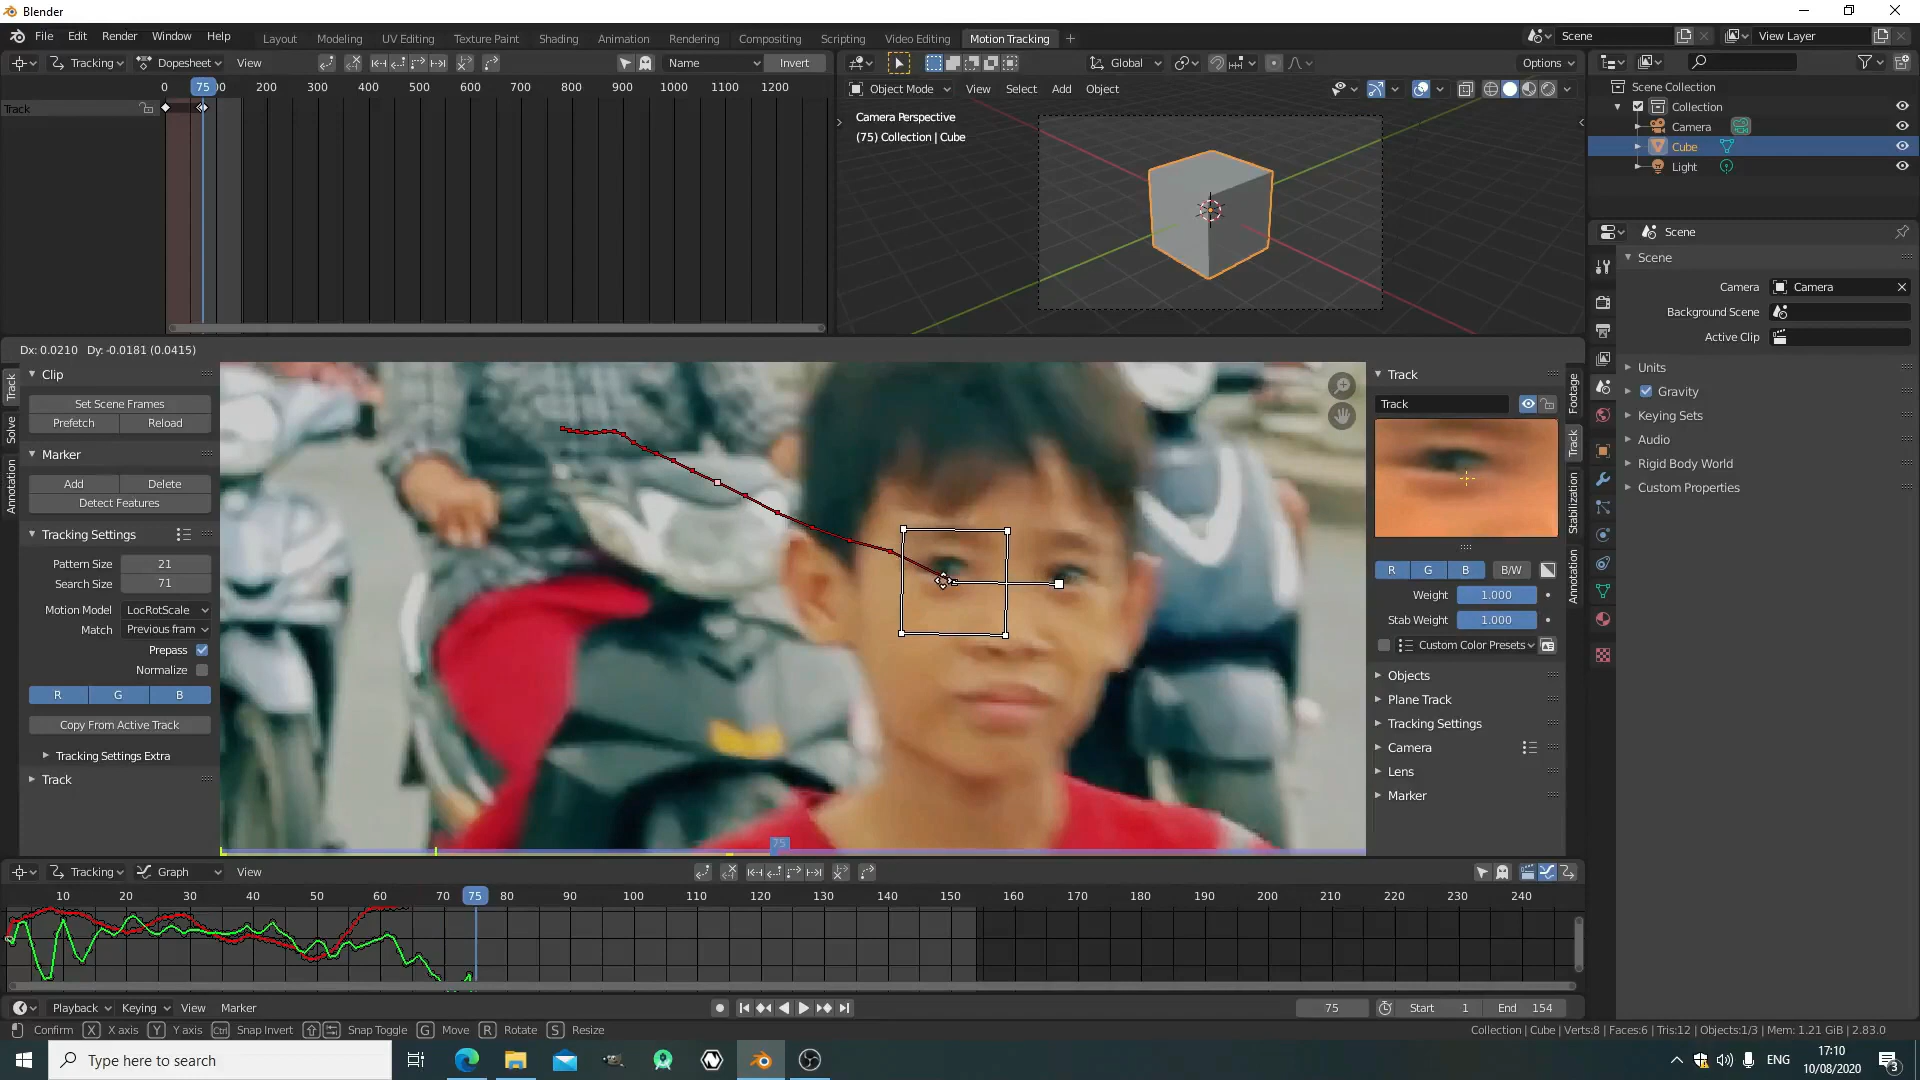 Blender
File Edit Render Window Help Layout Modeling UV Editing Texture Paint Shading Animation Rendering Compositing Scripting Video Editing Motion Tracking + Scene View Layer
Tracking Dopesheet View Name Invert Global Options
0 75 200 300 400 500 600 700 800 900 1000 1100 1200
Object Mode View Select Add Object
Track
Camera Perspective
(75) Collection | Cube
Scene Collection
Collection
Camera
Cube
Light
Scene
Scene
Camera Camera
Background Scene
Active Clip
Units
Gravity
Keying Sets
Audio
Rigid Body World
Custom Properties
Dx: 0.0210 Dy: -0.0181 (0.0415)
Track
Solve
Annotation
Clip
Set Scene Frames
Prefetch Reload
Marker
Add Delete
Detect Features
Tracking Settings
Pattern Size 21
Search Size 71
Motion Model LocRotScale
Match Previous fram
Prepass
Normalize
R G B
Copy From Active Track
Tracking Settings Extra
Track
75
Track
Track
R G B B/W
Weight 1.000
Stab Weight 1.000
Custom Color Presets
Objects
Plane Track
Tracking Settings
Camera
Lens
Marker
Footage
Track
Stabilization
Annotation
Tracking Graph View
10 20 30 40 50 60 70 75 80 90 100 110 120 130 140 150 160 170 180 190 200 210 220 230 240
Playback Keying View Marker 75 Start 1 End 154
Confirm X X axis Y Y axis Ctrl Snap Invert Snap Toggle G Move R Rotate S Resize Collection | Cube | Verts:8 | Faces:6 | Tris:12 | Objects:1/3 | Mem: 1.21 GiB | 2.83.0
Type here to search ENG 17:10
10/08/2020 3